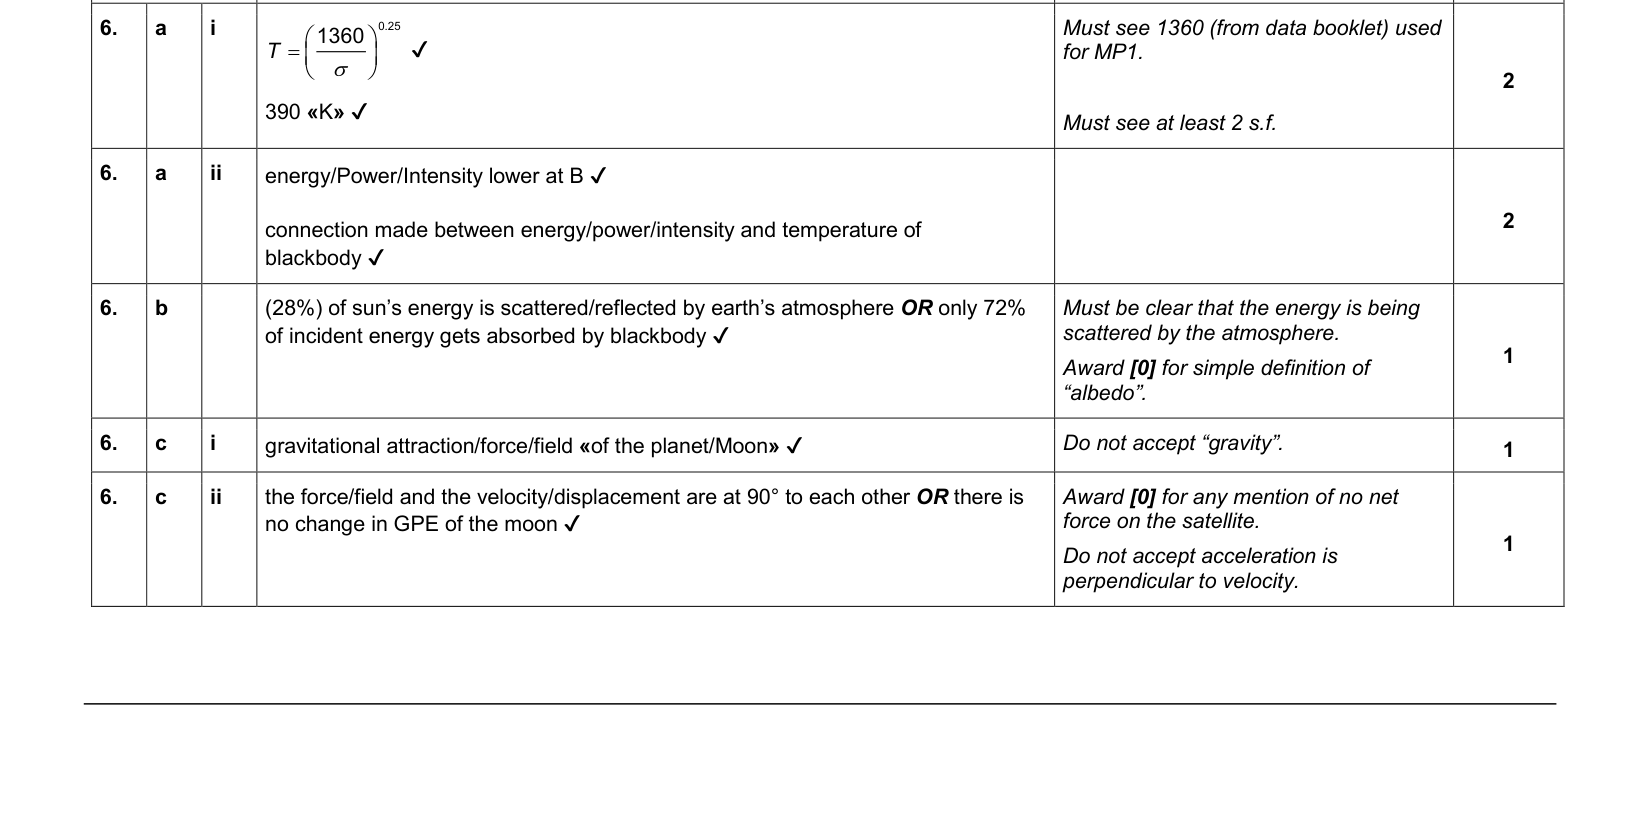 6. a i T = (1360/σ)^0.25 ✓ Must see 1360 (from data booklet) used
for MP1.
2
390 «K» ✓
Must see at least 2 s.f.
6. a ii energy/Power/Intensity lower at B ✓
2
connection made between energy/power/intensity and temperature of
blackbody ✓
6. b (28%) of sun’s energy is scattered/reflected by earth’s atmosphere OR only 72%
of incident energy gets absorbed by blackbody ✓
Must be clear that the energy is being
scattered by the atmosphere.
Award [0] for simple definition of
“albedo”.
1
6. c i gravitational attraction/force/field «of the planet/Moon» ✓ Do not accept “gravity”. 1
6. c ii the force/field and the velocity/displacement are at 90° to each other OR there is
no change in GPE of the moon ✓
Award [0] for any mention of no net
force on the satellite.
Do not accept acceleration is
perpendicular to velocity.
1